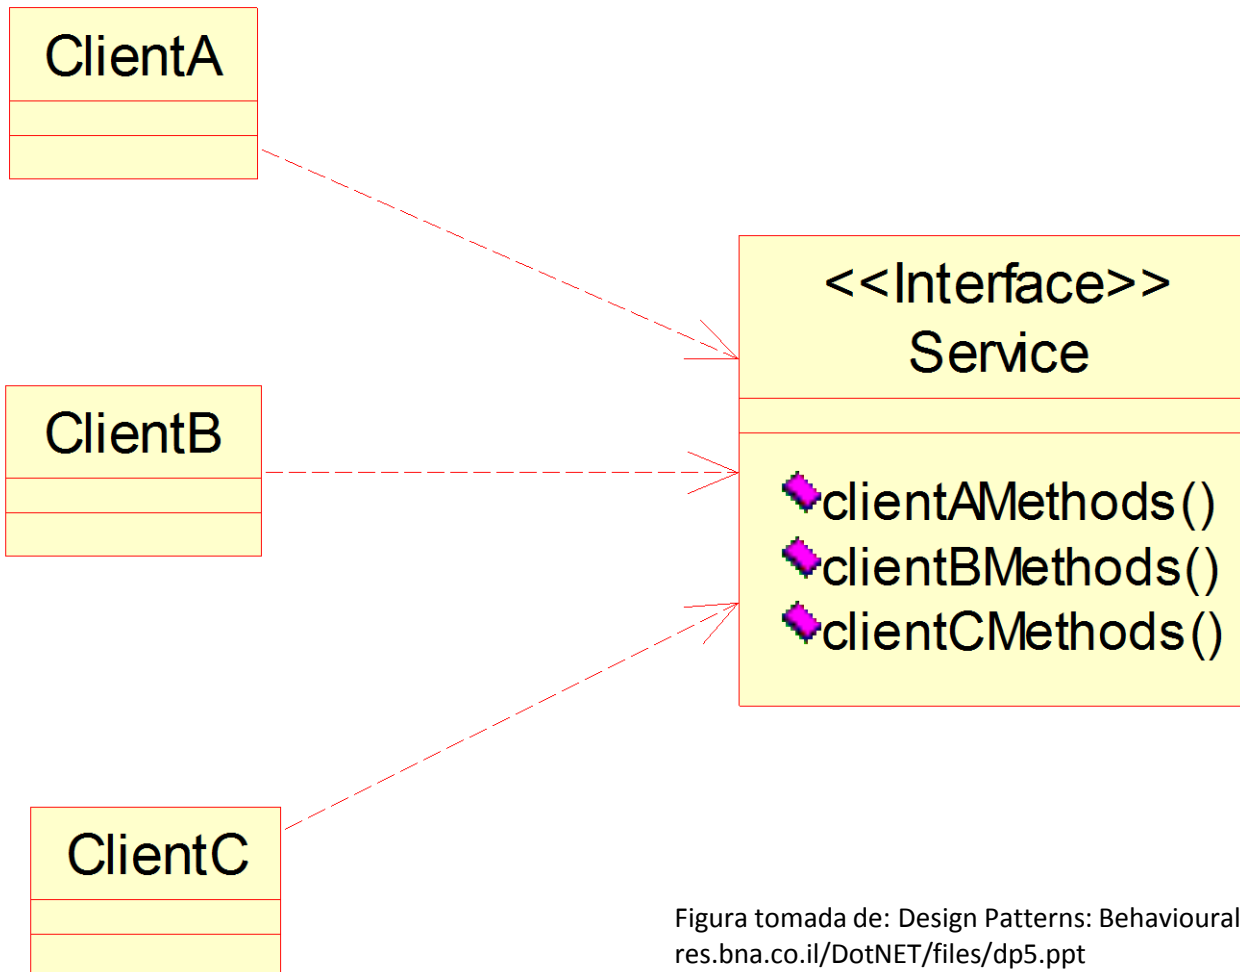 ClientA
<<Interface>>
Service
ClientB
clientAMethods()
clientBMethods()
clientCMethods()
ClientC
Figura tomada de: Design Patterns: Behavioural
res.bna.co.il/DotNET/files/dp5.ppt